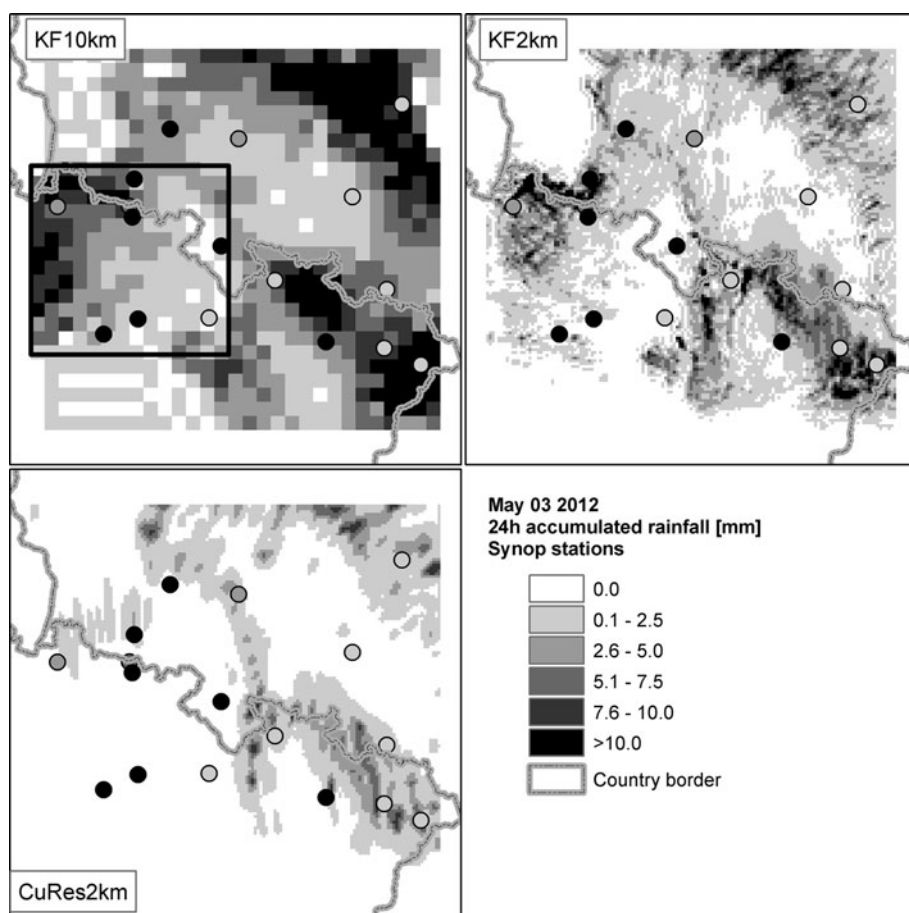 KF10km
KF2km
CuRes2km
May 03 2012
24h accumulated rainfall [mm]
Synop stations
0.0
0.1 - 2.5
2.6 - 5.0
5.1 - 7.5
7.6 - 10.0
>10.0
Country border